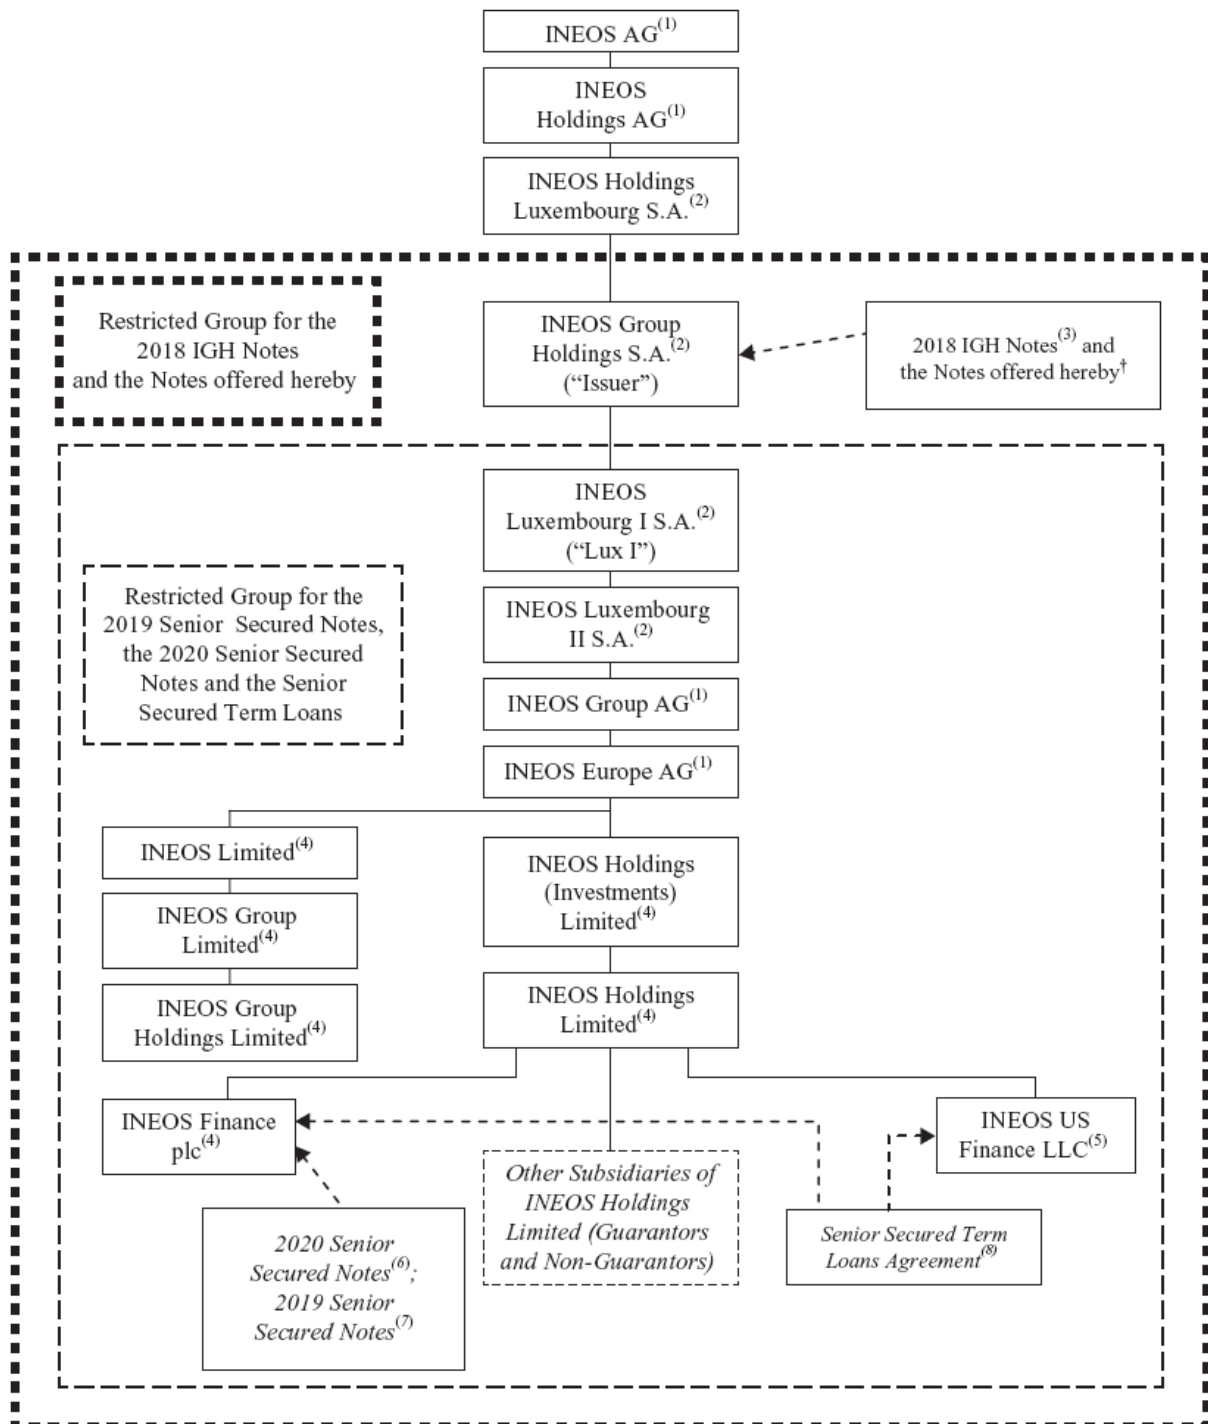 INEOS AG(1)
INEOS
Holdings AG(1)
INEOS Holdings
Luxembourg S.A.(2)
Restricted Group for the
2018 IGH Notes
and the Notes offered hereby
INEOS Group
Holdings S.A.(2)
(“Issuer”)
2018 IGH Notes(3) and
the Notes offered hereby†
INEOS
Luxembourg I S.A.(2)
(“Lux I”)
Restricted Group for the
2019 Senior Secured Notes,
the 2020 Senior Secured
Notes and the Senior
Secured Term Loans
INEOS Luxembourg
II S.A.(2)
INEOS Group AG(1)
INEOS Europe AG(1)
INEOS Limited(4)
INEOS Group
Limited(4)
INEOS Group
Holdings Limited(4)
INEOS Holdings
(Investments)
Limited(4)
INEOS Holdings
Limited(4)
INEOS Finance
plc(4)
INEOS US
Finance LLC(5)
2020 Senior
Secured Notes(6);
2019 Senior
Secured Notes(7)
Other Subsidiaries of
INEOS Holdings
Limited (Guarantors
and Non-Guarantors)
Senior Secured Term
Loans Agreement(8)